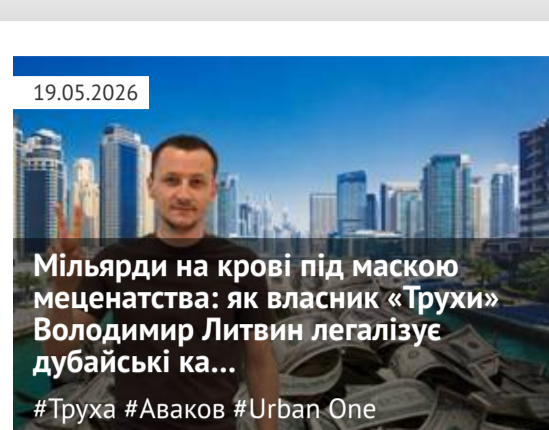 19.05.2026
Мільярди на крові під маскою
меценатства: як власник «Трухи»
Володимир Литвин легалізує
дубайські ка...
#Труха #Аваков #Urban One